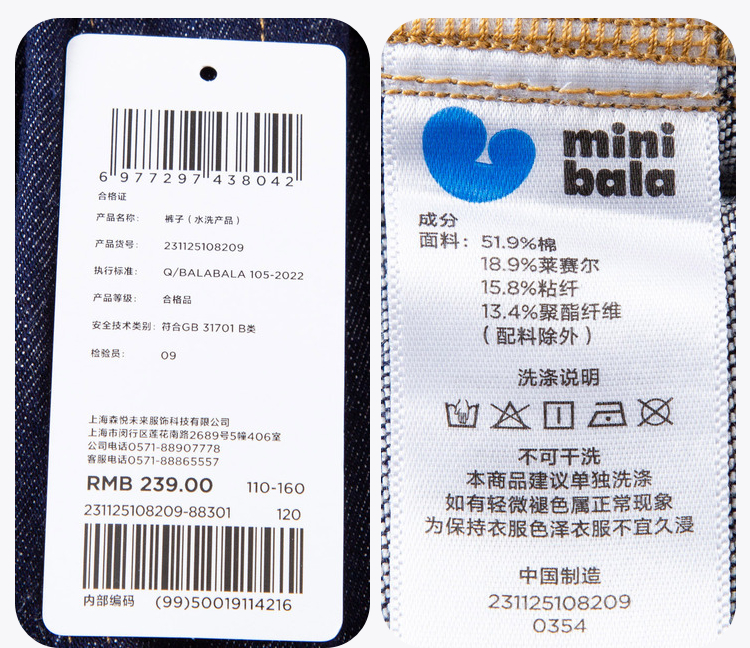 6 977297 438042
合格证
产品名称： 裤子（水洗产品）
产品货号： 231125108209
执行标准： Q/BALABALA 105-2022
产品等级： 合格品
安全技术类别： 符合GB 31701 B类
检验员： 09
上海森悦未来服饰科技有限公司
上海市闵行区莲花南路2689号5幢406室
公司电话0571-88907778
客服电话0571-88865557
RMB 239.00 110-160
231125108209-88301 120
内部编码 (99)50019114216
mini
bala
成分
面料：51.9%棉
18.9%莱赛尔
15.8%粘纤
13.4%聚酯纤维
（配料除外）
洗涤说明
不可干洗
本商品建议单独洗涤
如有轻微褪色属正常现象
为保持衣服色泽衣服不宜久浸
中国制造
231125108209
0354